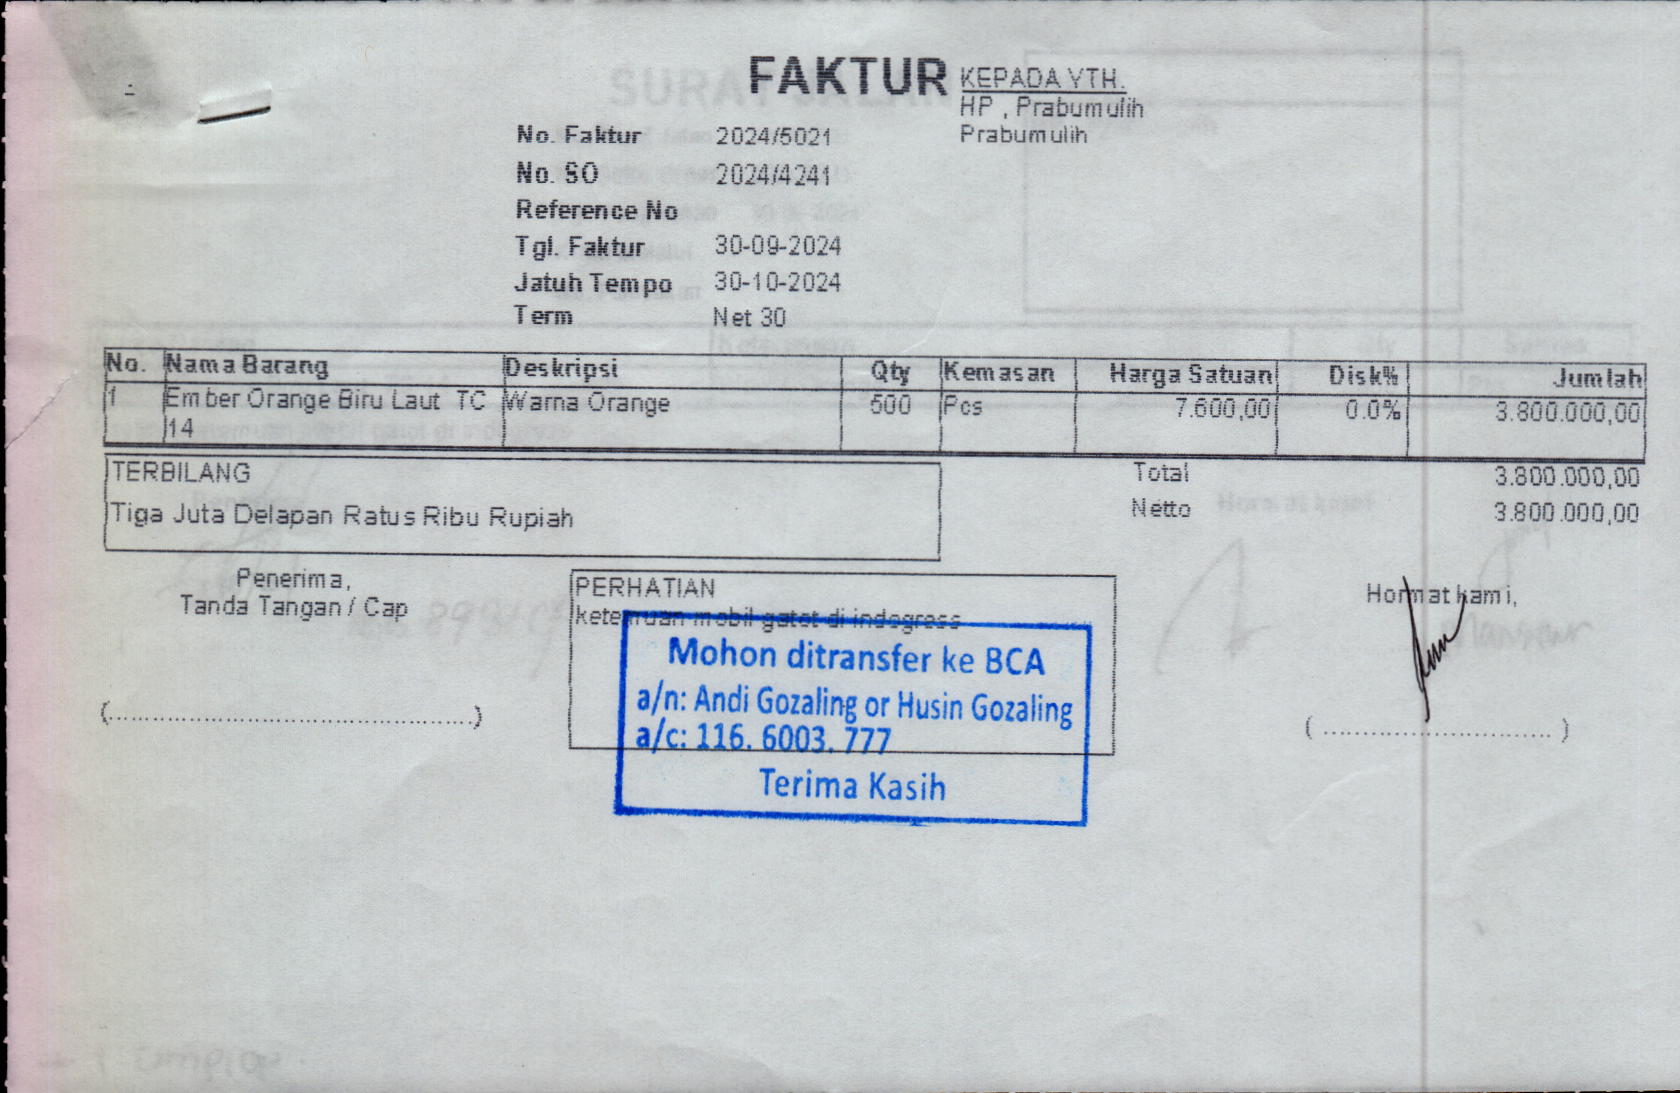 FAKTUR
KEPADA YTH.
HP , Prabumulih
Prabumulih
No. Faktur 2024/5021
No. SO 2024/4241
Reference No
Tgl. Faktur 30-09-2024
Jatuh Tempo 30-10-2024
Term Net 30
No. Nama Barang Deskripsi Qty Kemasan Harga Satuan Disk% Jumlah
1 Ember Orange Biru Laut TC Warna Orange 500 Pcs 7.600,00 0.0% 3.800.000,00
14
TERBILANG
Tiga Juta Delapan Ratus Ribu Rupiah
Total 3.800.000,00
Netto 3.800.000,00
Penerima,
Tanda Tangan / Cap
(...)
PERHATIAN
ketemuan mobil gatot di indogress
Mohon ditransfer ke BCA
a/n: Andi Gozaling or Husin Gozaling
a/c: 116. 6003. 777
Terima Kasih
Hormat kami,
(...)